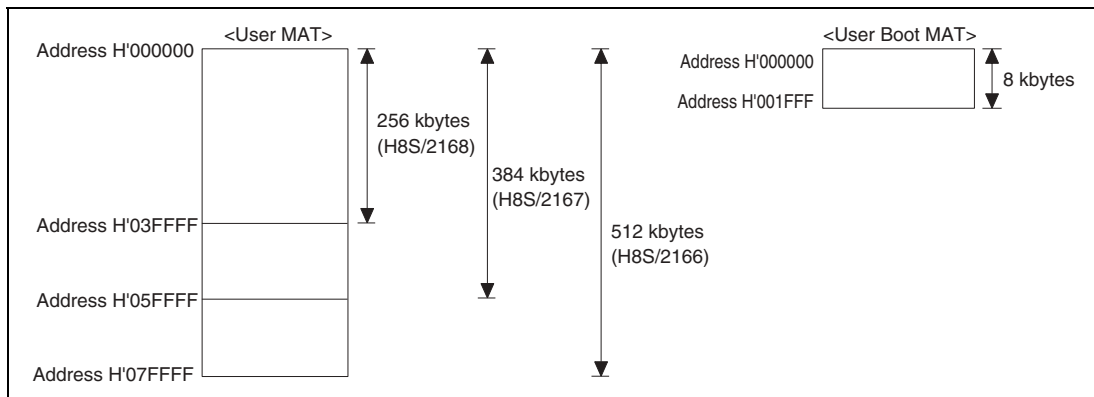 <User MAT>
Address H'000000
256 kbytes
(H8S/2168)
384 kbytes
(H8S/2167)
512 kbytes
(H8S/2166)
Address H'03FFFF
Address H'05FFFF
Address H'07FFFF
<User Boot MAT>
Address H'000000
8 kbytes
Address H'001FFF